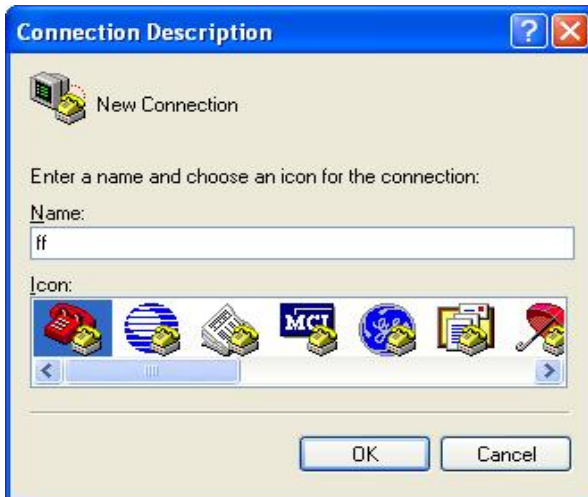 Connection Description
New Connection
Enter a name and choose an icon for the connection:
Name:
ff
Icon:
MCI
OK
Cancel